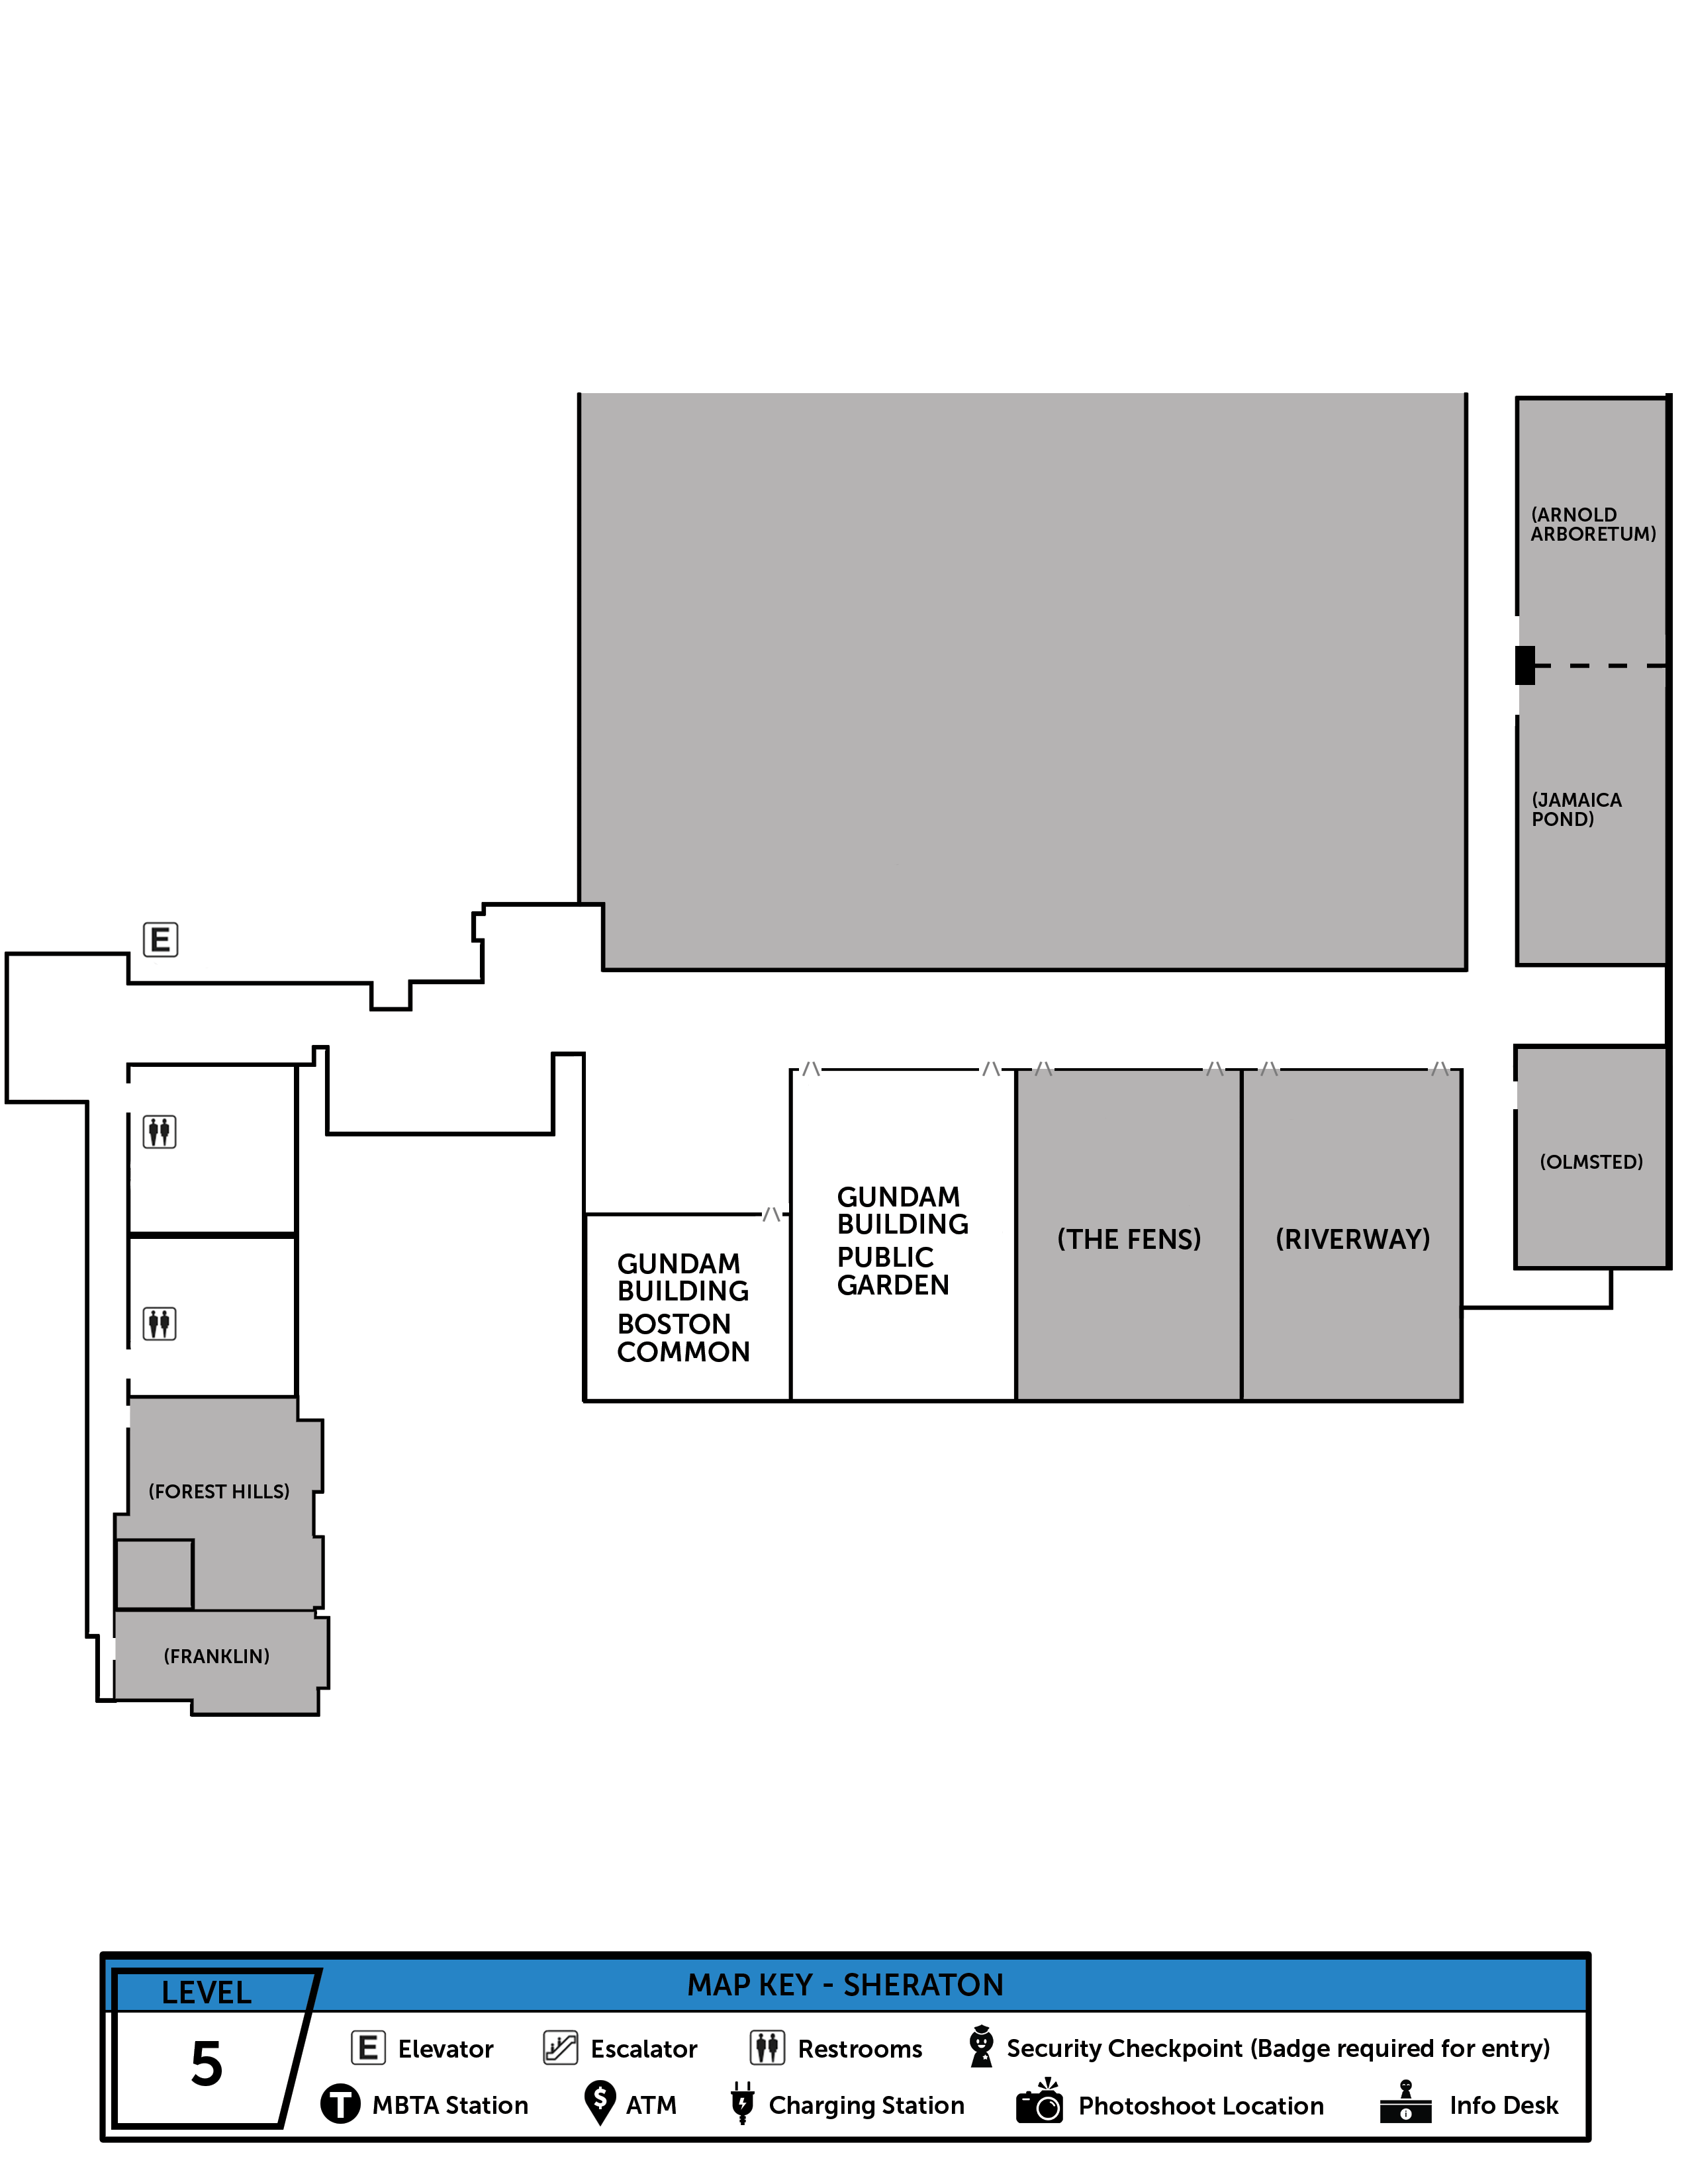 (ARNOLD
ARBORETUM)
(JAMAICA
POND)
E
(OLMSTED)
GUNDAM
BUILDING
PUBLIC
GARDEN
(THE FENS)
(RIVERWAY)
GUNDAM
BUILDING
BOSTON
COMMON
(FOREST HILLS)
(FRANKLIN)
MAP KEY - SHERATON
LEVEL
5
E Elevator
Escalator
Restrooms
Security Checkpoint (Badge required for entry)
T MBTA Station
$ ATM
Charging Station
Photoshoot Location
i Info Desk